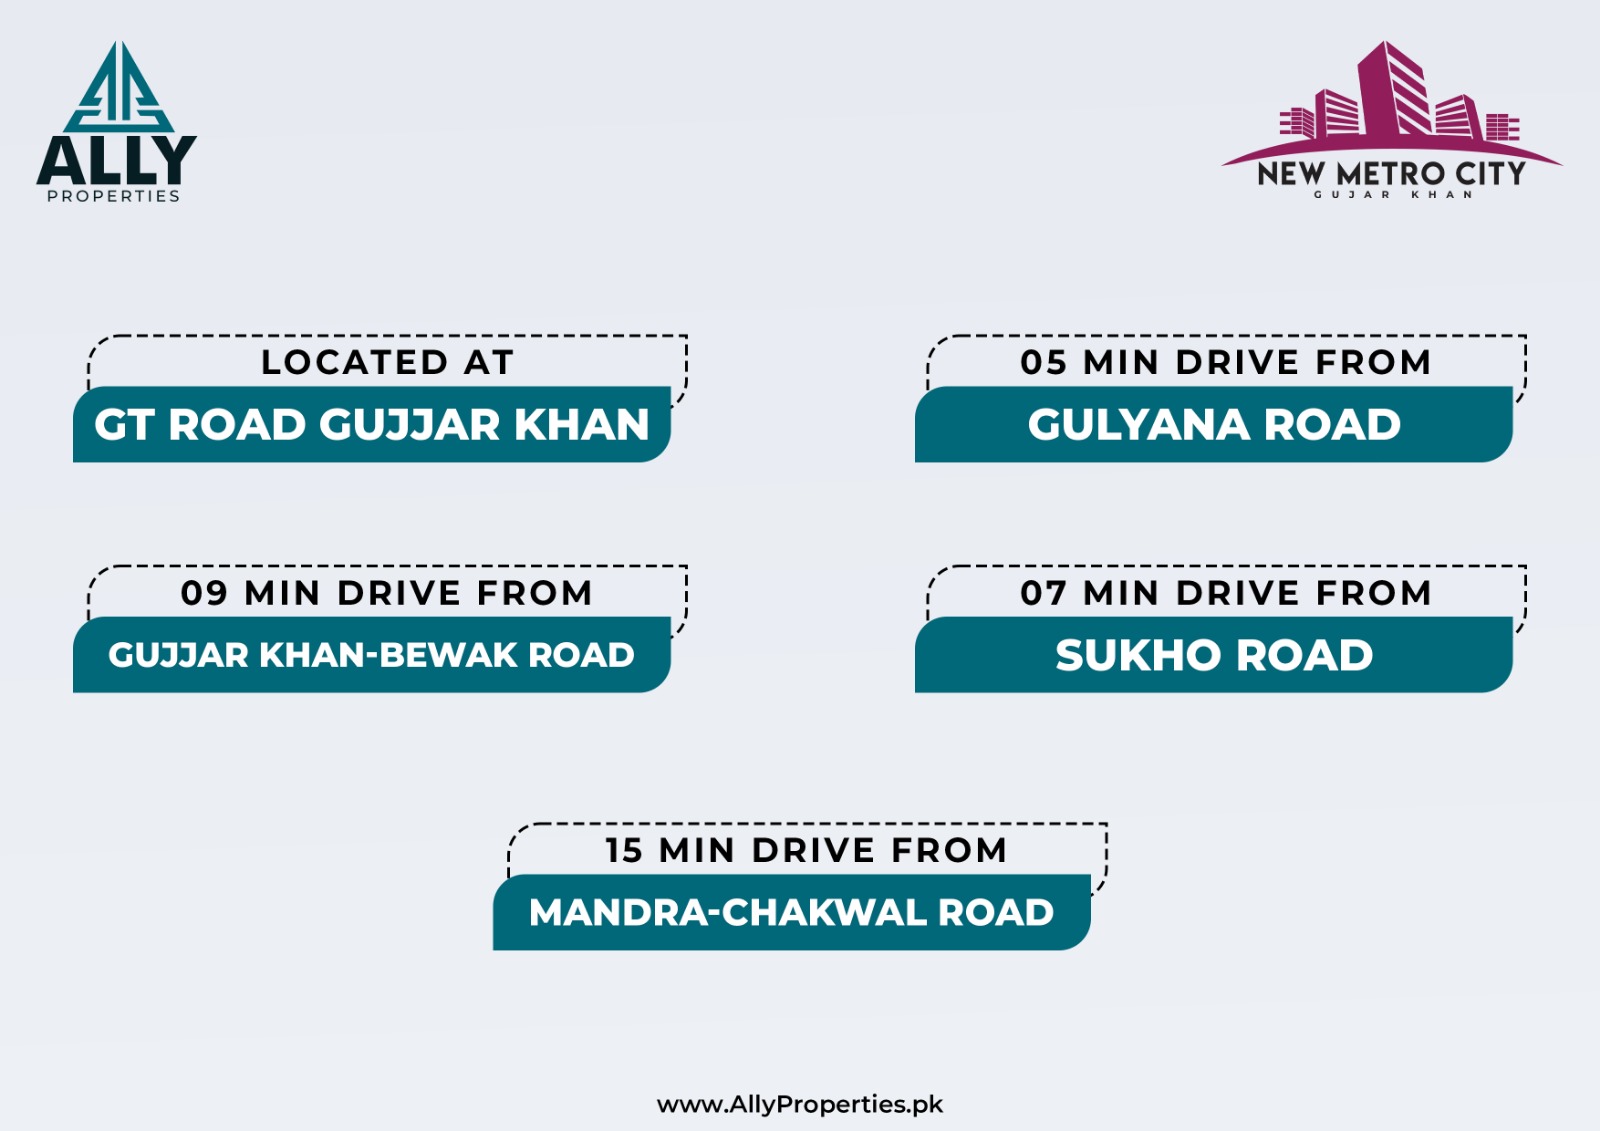 ALLY
PROPERTIES
NEW METRO CITY
GUJAR KHAN
LOCATED AT
GT ROAD GUJJAR KHAN
05 MIN DRIVE FROM
GULYANA ROAD
09 MIN DRIVE FROM
GUJJAR KHAN-BEWAK ROAD
07 MIN DRIVE FROM
SUKHO ROAD
15 MIN DRIVE FROM
MANDRA-CHAKWAL ROAD
www.AllyProperties.pk